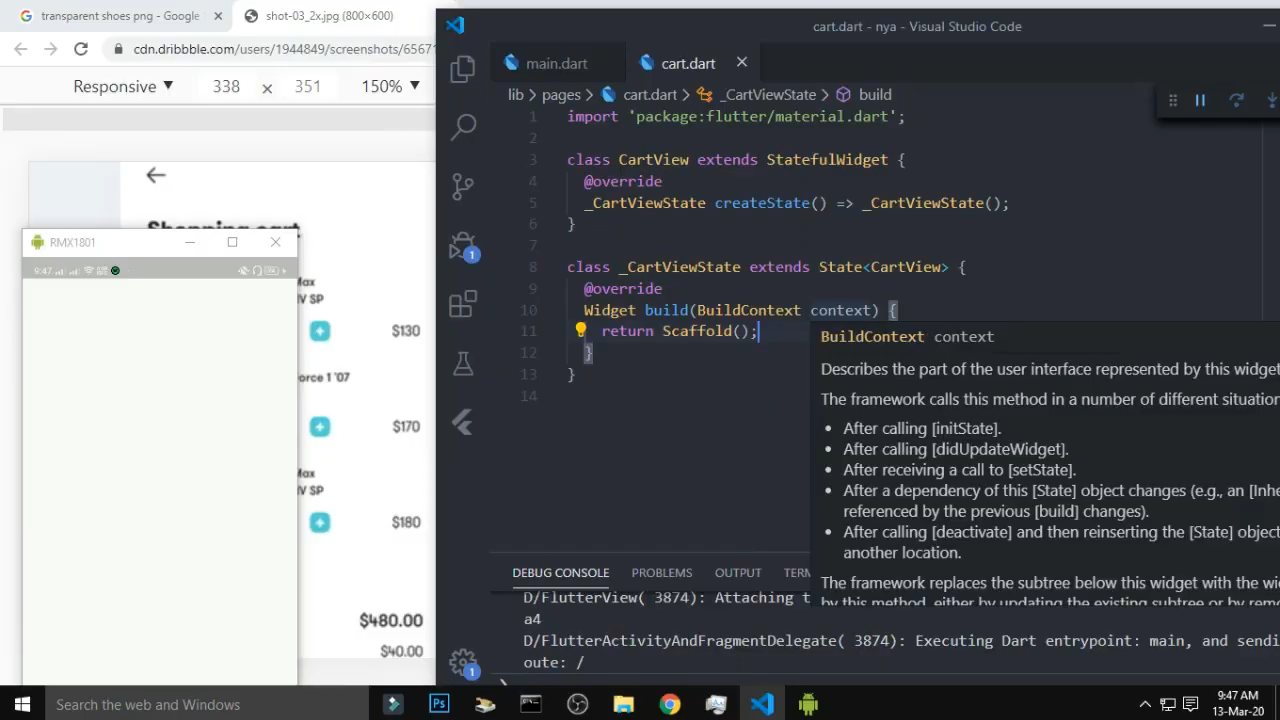 transparent shoes png - Google
shot-03_2x.jpg (800×600)
cdn.dribbble.com/users/1944849/screenshots/6567
Responsive
338
×
351
150%
Shopping cart
RMX1801
9:47
Max
IV SP
$130
orce 1 '07
$170
Max
IV SP
$180
$480.00
$40.00
cart.dart - nya - Visual Studio Code
main.dart
cart.dart
lib > pages > cart.dart > _CartViewState > build
1 import 'package:flutter/material.dart';
2
3 class CartView extends StatefulWidget {
4 @override
5 _CartViewState createState() => _CartViewState();
6 }
7
8 class _CartViewState extends State<CartView> {
9 @override
10 Widget build(BuildContext context) {
11 return Scaffold();
12 }
13 }
14
BuildContext context
Describes the part of the user interface represented by this widget
The framework calls this method in a number of different situation
• After calling [initState].
• After calling [didUpdateWidget].
• After receiving a call to [setState].
• After a dependency of this [State] object changes (e.g., an [Inhe
referenced by the previous [build] changes).
• After calling [deactivate] and then reinserting the [State] object
another location.
The framework replaces the subtree below this widget with the wid
by this method, either by updating the existing subtree or by remo
1
DEBUG CONSOLE
PROBLEMS
OUTPUT
TERM
D/FlutterView( 3874): Attaching t
a4
D/FlutterActivityAndFragmentDelegate( 3874): Executing Dart entrypoint: main, and sendi
oute: /
1
Search the web and Windows
Ps
9:47 AM
13-Mar-20